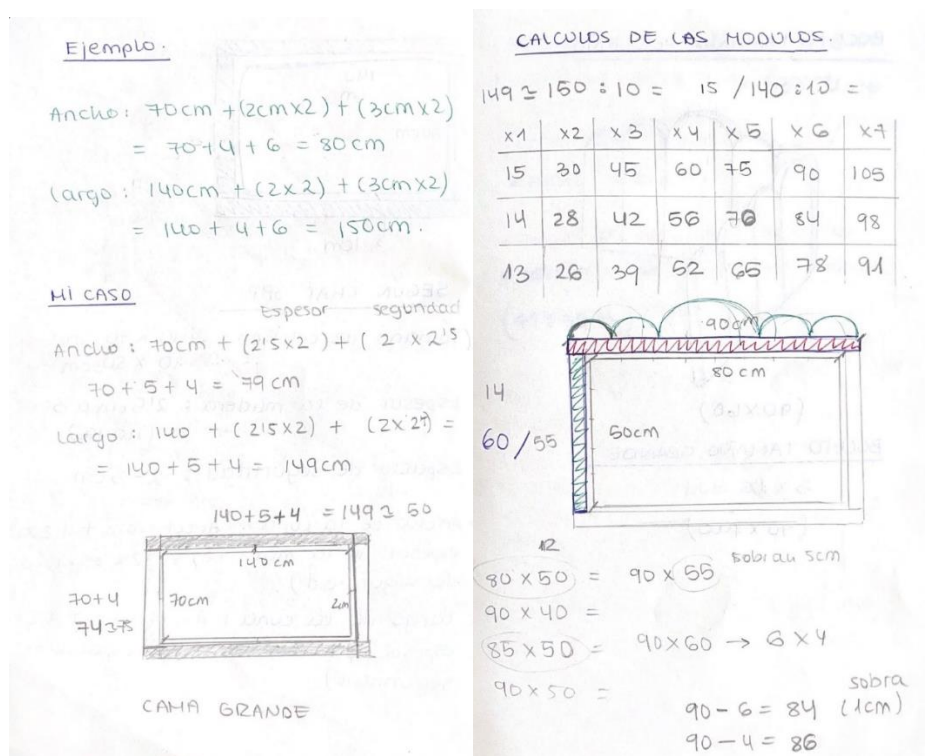 Ejemplo.
Ancho: 70cm + (2cm x 2) + (3cm x 2)
= 70 + 4 + 6 = 80 cm
Largo: 140cm + (2 x 2) + (3cm x 2)
= 140 + 4 + 6 = 150cm.
MI CASO
Espesor segundad
Ancho: 70cm + (2'5 x 2) + (2 x 2'5
70 + 5 + 4 = 79 cm
Largo: 140 + (2'5 x 2) + (2 x 2) =
= 140 + 5 + 4 = 149cm
140+5+4 = 149 ≃ 50
140 cm
70+4
74≃75
70cm
2cm
CAMA GRANDE
CALCULOS DE LAS MODULOS.
149 ≃ 150 : 10 = 15 / 140 : 10 =
x1 x2 x3 x4 x5 x6 x7
15 30 45 60 75 90 105
14 28 42 56 70 84 98
13 26 39 52 65 78 91
90cm
80 cm
14
60 / 55
50cm
12
80 x 50 = 90 x 55 sobran 5cm
90 x 40 =
85 x 50 = 90x60 → 6 x 4
90 x 50 =
sobra
90 - 6 = 84 (1cm)
90 - 4 = 86